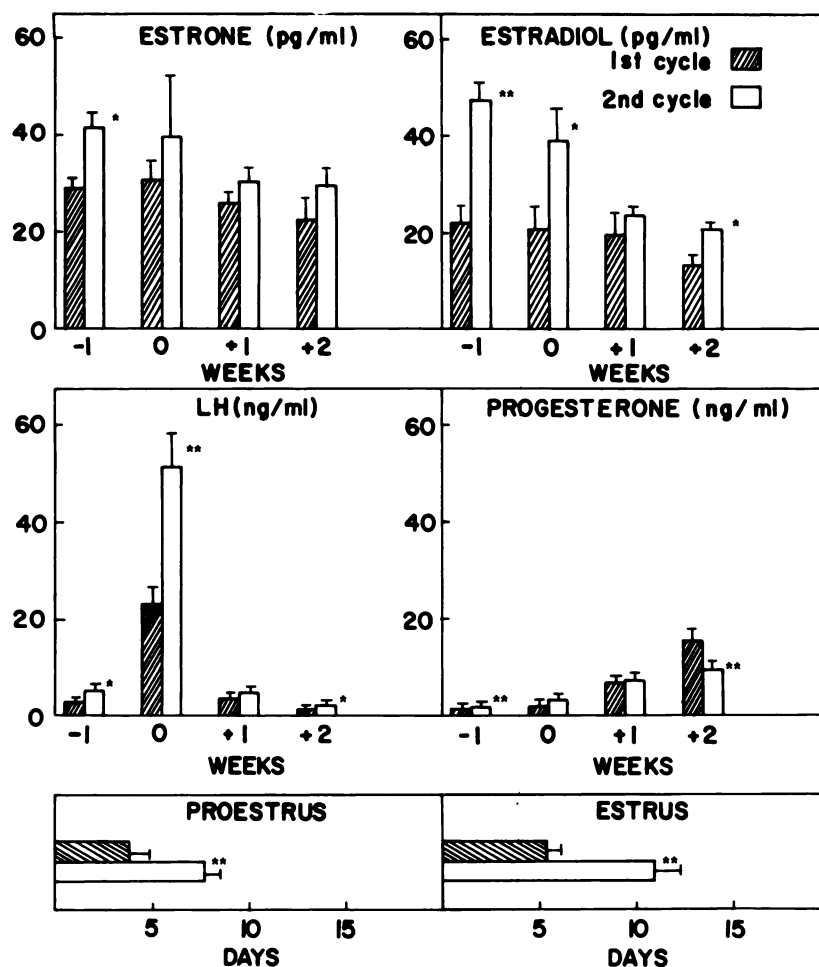 ESTRONE (pg/ml)
60
40
*
20
0
-1 0 +1 +2
WEEKS
ESTRADIOL (pg/ml)
1st cycle
2nd cycle
60
40
20
0
**
*
*
-1 0 +1 +2
WEEKS
LH (ng/ml)
60
40
20
0
*
**
*
-1 0 +1 +2
WEEKS
PROGESTERONE (ng/ml)
60
40
20
0
**
**
-1 0 +1 +2
WEEKS
PROESTRUS
**
5 10 15
DAYS
ESTRUS
**
5 10 15
DAYS